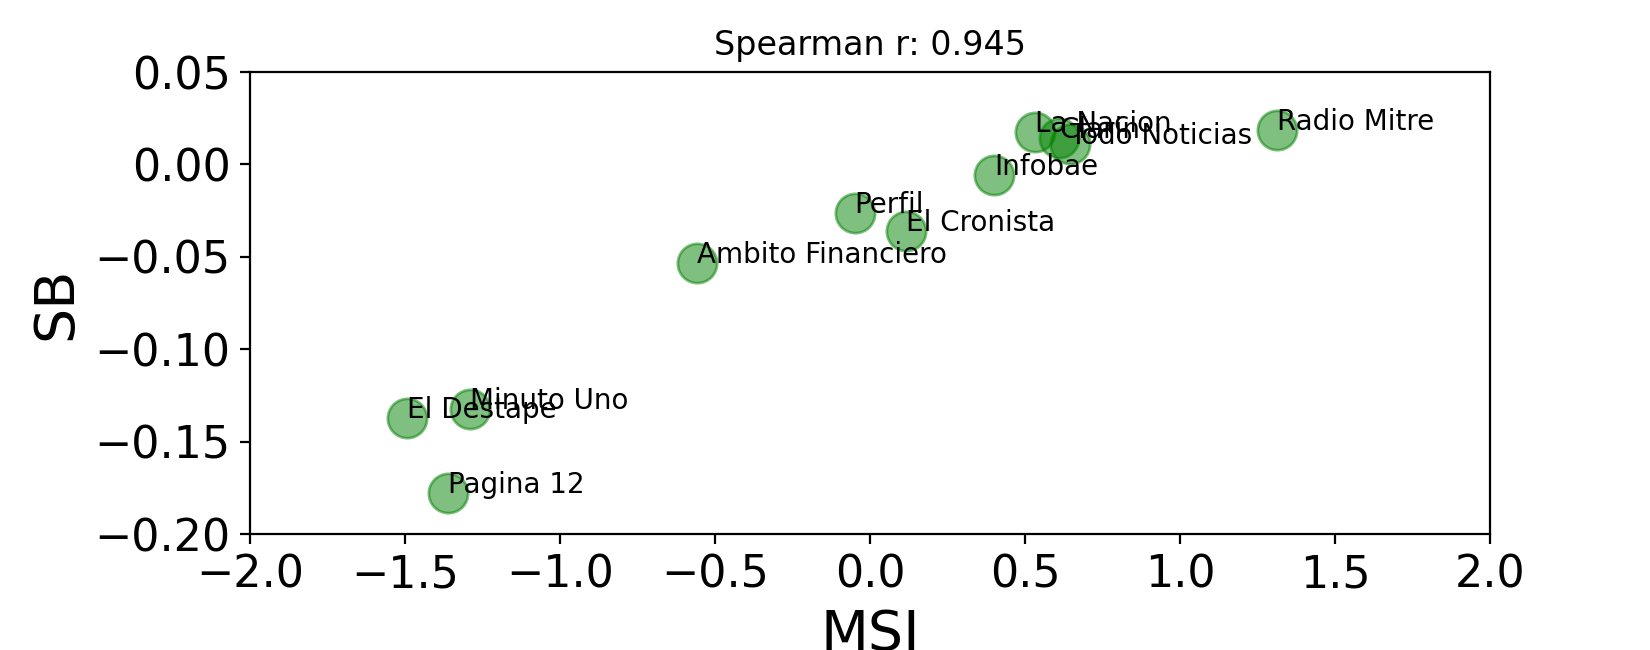 Spearman r: 0.945
0.05
0.00
−0.05
−0.10
−0.15
−0.20
SB
La Nacion
Clarin
Todo Noticias
Radio Mitre
Infobae
Perfil
El Cronista
Ambito Financiero
Minuto Uno
El Destape
Pagina 12
−2.0 −1.5 −1.0 −0.5 0.0 0.5 1.0 1.5 2.0
MSI